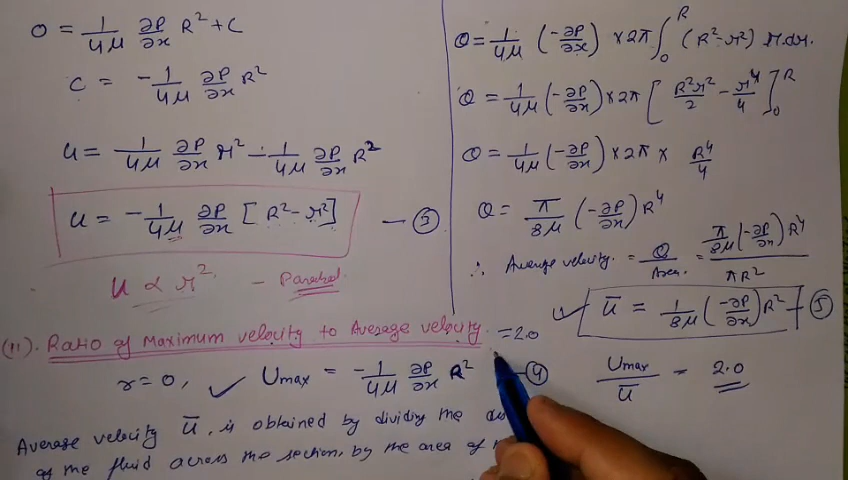 0 = 1/4μ ∂P/∂x R² + C
C = -1/4μ ∂P/∂x R²
u = 1/4μ ∂P/∂x r² - 1/4μ ∂P/∂x R²
u = -1/4μ ∂P/∂x [R² - r²] — ③
u ∝ r² -
(11). Ratio of Maximum velocity to Average velocity. = 2.0
r = 0, ✓ Umax = -1/4μ ∂P/∂x R² — ④
Average velocity ū, is obtained by dividing the
of the fluid across the section, by the area of
Q = 1/4μ (-∂P/∂x) × 2π ∫₀ᴿ (R² - r²) r.dr.
Q = 1/4μ (-∂P/∂x) × 2π [R²r²/2 - r⁴/4]₀ᴿ
Q = 1/4μ (-∂P/∂x) × 2π × R⁴/4
Q = π/8μ (-∂P/∂x) R⁴
∴ Average velocity. = Q/Area. = π/8μ (-∂P/∂x) R⁴ / πR²
✓ ū = 1/8μ (-∂P/∂x) R² — ⑤
Umax/ū = 2.0